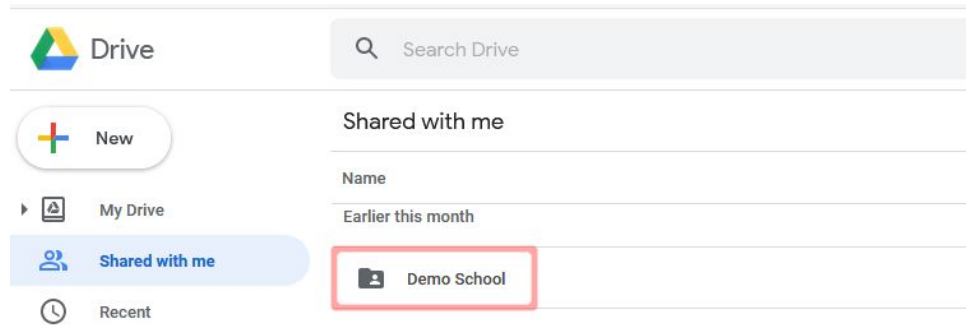 Drive
Search Drive
New
Shared with me
Name
My Drive
Earlier this month
Shared with me
Demo School
Recent